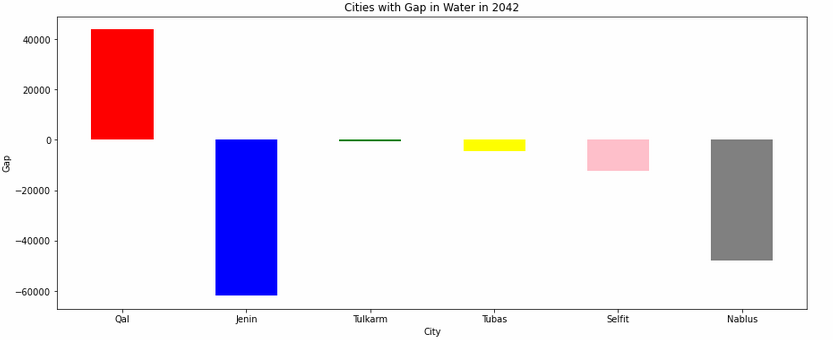 Cities with Gap in Water in 2042
40000
20000
0
−20000
−40000
−60000
Gap
Qal Jenin Tulkarm Tubas Selfit Nablus
City